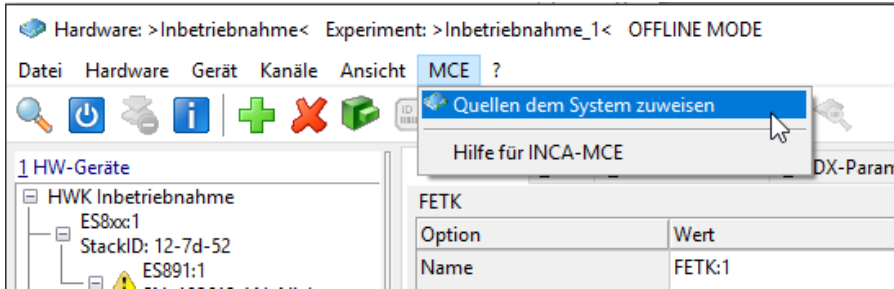 Hardware: >Inbetriebnahme< Experiment: >Inbetriebnahme_1< OFFLINE MODE
Datei Hardware Gerät Kanäle Ansicht MCE ?
Quellen dem System zuweisen
Hilfe für INCA-MCE
1 HW-Geräte
DX-Param
HWK Inbetriebnahme
FETK
ES8xx:1
StackID: 12-7d-52
Option Wert
ES891:1
Name FETK:1